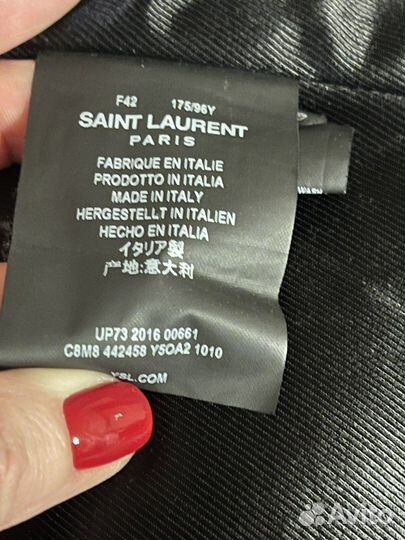 F42 175/96Y
SAINT LAURENT
PARIS
FABRIQUE EN ITALIE
PRODOTTO IN ITALIA
MADE IN ITALY
HERGESTELLT IN ITALIEN
HECHO EN ITALIA
イタリア製
产地:意大利
UP73 2016 00661
C8M8 442458 Y5OA2 1010
YSL.COM
WASH
Avito